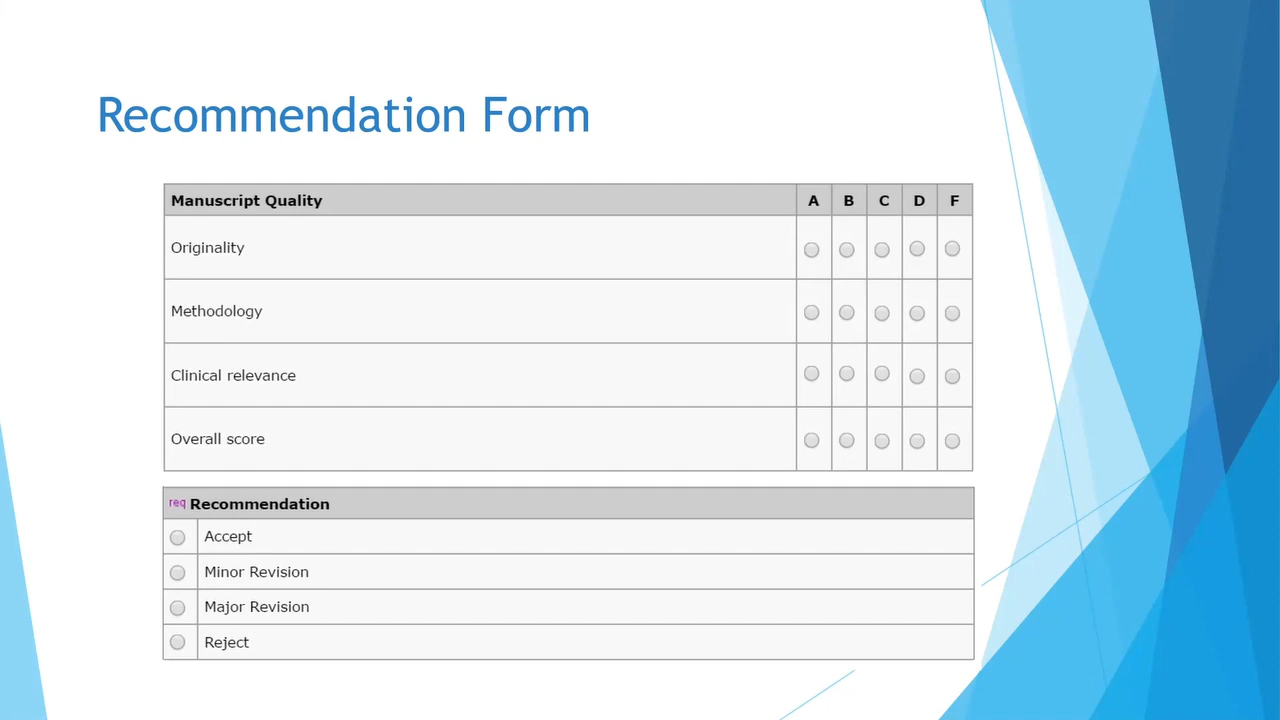 Recommendation Form
Manuscript Quality A B C D F
Originality
Methodology
Clinical relevance
Overall score
req Recommendation
Accept
Minor Revision
Major Revision
Reject